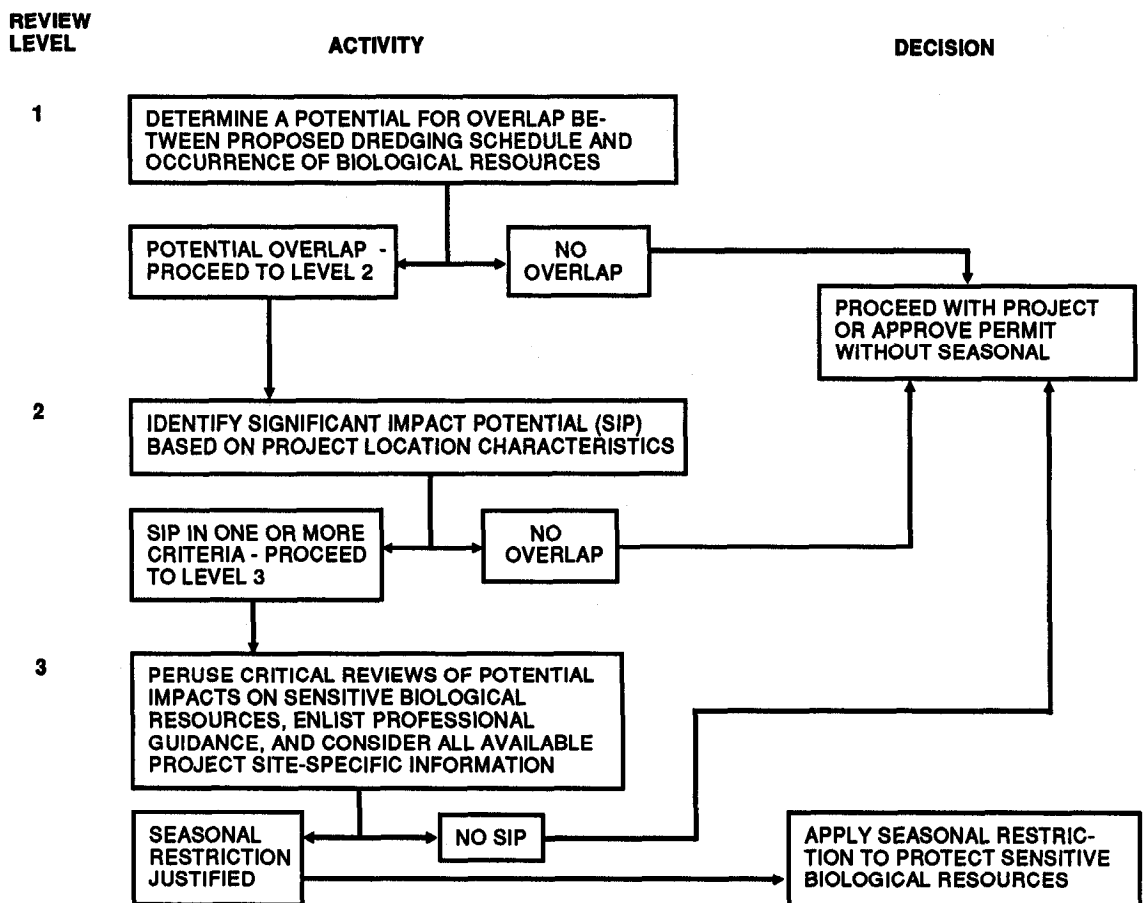 REVIEW
LEVEL
ACTIVITY
DECISION
1
DETERMINE A POTENTIAL FOR OVERLAP BE-
TWEEN PROPOSED DREDGING SCHEDULE AND
OCCURRENCE OF BIOLOGICAL RESOURCES
POTENTIAL OVERLAP -
PROCEED TO LEVEL 2
NO
OVERLAP
PROCEED WITH PROJECT
OR APPROVE PERMIT
WITHOUT SEASONAL
2
IDENTIFY SIGNIFICANT IMPACT POTENTIAL (SIP)
BASED ON PROJECT LOCATION CHARACTERISTICS
SIP IN ONE OR MORE
CRITERIA - PROCEED
TO LEVEL 3
NO
OVERLAP
3
PERUSE CRITICAL REVIEWS OF POTENTIAL
IMPACTS ON SENSITIVE BIOLOGICAL
RESOURCES, ENLIST PROFESSIONAL
GUIDANCE, AND CONSIDER ALL AVAILABLE
PROJECT SITE-SPECIFIC INFORMATION
SEASONAL
RESTRICTION
JUSTIFIED
NO SIP
APPLY SEASONAL RESTRIC-
TION TO PROTECT SENSITIVE
BIOLOGICAL RESOURCES